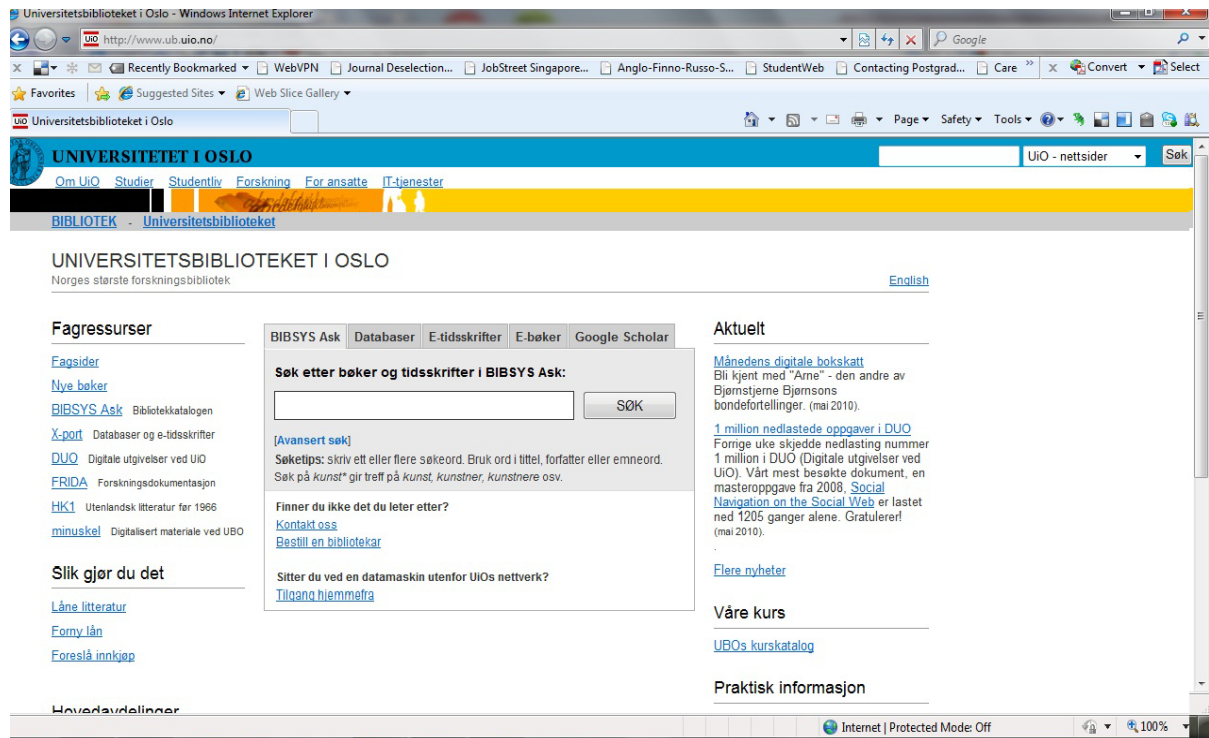 Universitetsbiblioteket i Oslo - Windows Internet Explorer
http://www.ub.uio.no/
Google
x Recently Bookmarked WebVPN Journal Deselection... JobStreet Singapore... Anglo-Finno-Russo-S... StudentWeb Contacting Postgrad... Care » x Convert Select
Favorites Suggested Sites Web Slice Gallery
UiO Universitetsbiblioteket i Oslo
Page Safety Tools
UNIVERSITETET I OSLO
UiO - nettsider
Søk
Om UiO Studier Studentliv Forskning For ansatte IT-tjenester
BIBLIOTEK - Universitetsbiblioteket
UNIVERSITETSBIBLIOTEKET I OSLO
Norges største forskningsbibliotek
English
Fagressurser
Fagsider
Nye bøker
BIBSYS Ask Bibliotekkatalogen
X-port Databaser og e-tidsskrifter
DUO Digitale utgivelser ved UiO
FRIDA Forskningsdokumentasjon
HK1 Utenlandsk litteratur før 1966
minuskel Digitalisert materiale ved UBO
Slik gjør du det
Låne litteratur
Forny lån
Foreslå innkjøp
Hovedavdelinger
BIBSYS Ask Databaser E-tidsskrifter E-bøker Google Scholar
Søk etter bøker og tidsskrifter i BIBSYS Ask:
SØK
[Avansert søk]
Søketips: skriv ett eller flere søkeord. Bruk ord i tittel, forfatter eller emneord.
Søk på kunst* gir treff på kunst, kunstner, kunstnere osv.
Finner du ikke det du leter etter?
Kontakt oss
Bestill en bibliotekar
Sitter du ved en datamaskin utenfor UiOs nettverk?
Tilgang hjemmefra
Aktuelt
Månedens digitale bokskatt
Bli kjent med "Arne" - den andre av
Bjørnstjerne Bjørnsons
bondefortellinger. (mai 2010).
1 million nedlastede oppgaver i DUO
Forrige uke skjedde nedlasting nummer
1 million i DUO (Digitale utgivelser ved
UiO). Vårt mest besøkte dokument, en
masteroppgave fra 2008, Social
Navigation on the Social Web er lastet
ned 1205 ganger alene. Gratulerer!
(mai 2010).
.
Flere nyheter
Våre kurs
UBOs kurskatalog
Praktisk informasjon
Internet | Protected Mode: Off
100%